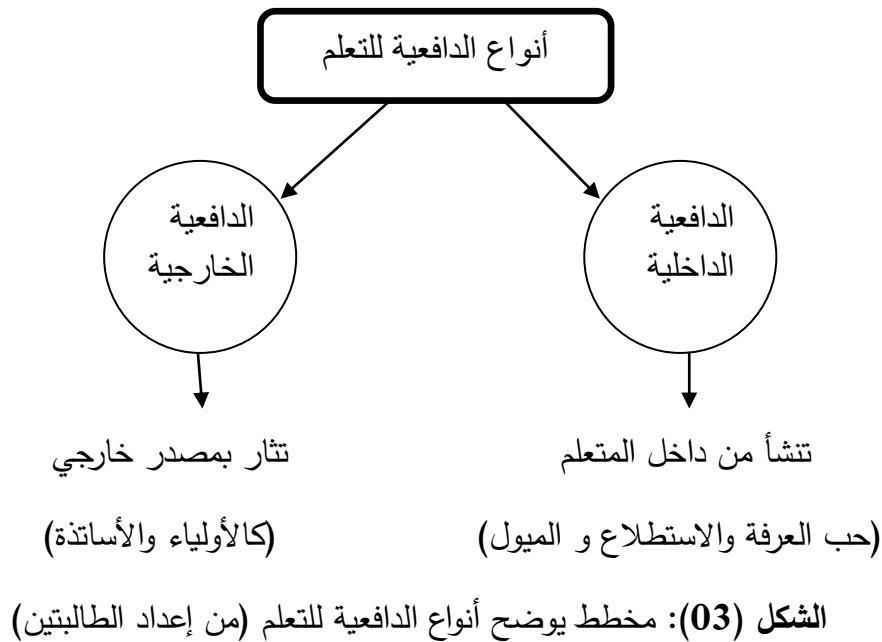 أنواع الدافعية للتعلم
الدافعية
الداخلية
الدافعية
الخارجية
تنشأ من داخل المتعلم
(حب العرفة والاستطلاع و الميول)
تثار بمصدر خارجي
(كالأولياء والأساتذة)
الشكل (03): مخطط يوضح أنواع الدافعية للتعلم (من إعداد الطالبتين)